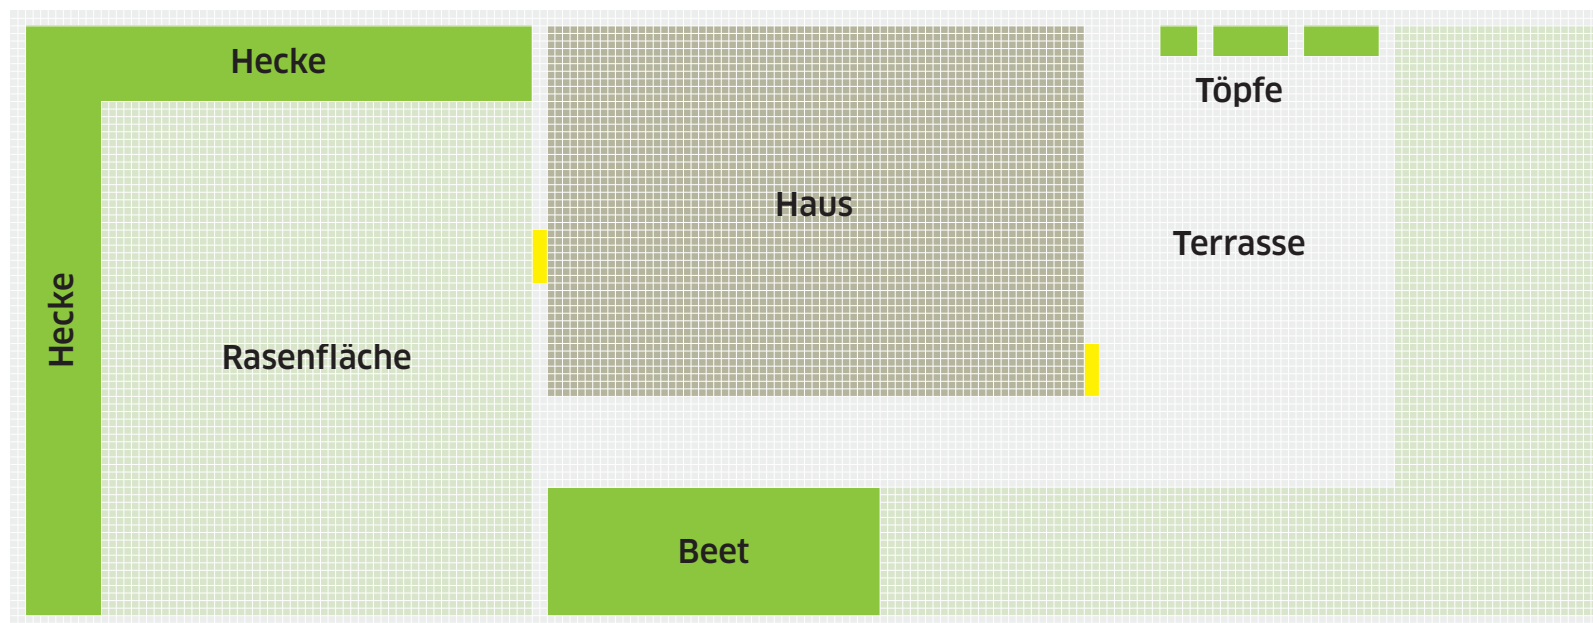 Hecke
Töpfe
Haus
Terrasse
Hecke
Rasenfläche
Beet